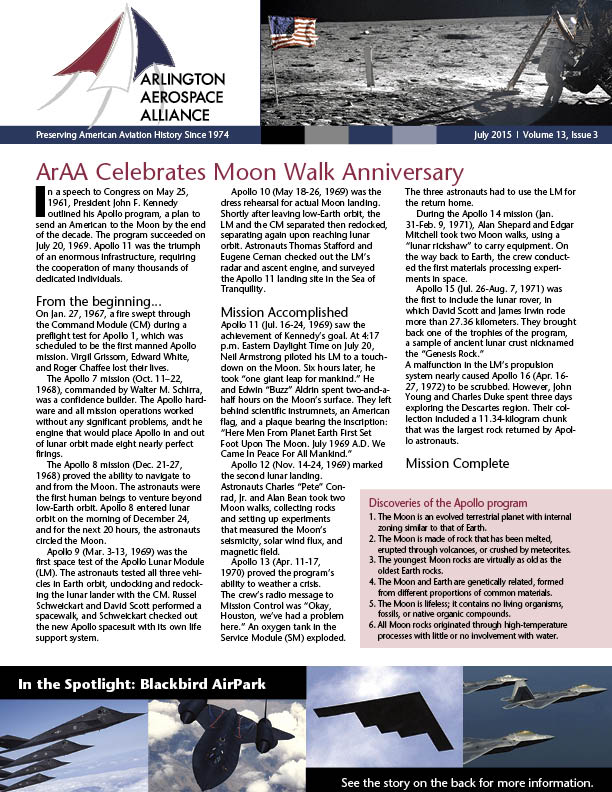 ARLINGTON
AEROSPACE
ALLIANCE
Preserving American Aviation History Since 1974
July 2015 | Volume 13, Issue 3
ArAA Celebrates Moon Walk Anniversary
In a speech to Congress on May 25,
1961, President John F. Kennedy
outlined his Apollo program, a plan to
send an American to the Moon by the end
of the decade. The program succeeded on
July 20, 1969. Apollo 11 was the triumph
of an enormous infrastructure, requiring
the cooperation of many thousands of
dedicated individuals.
From the beginning...
On Jan. 27, 1967, a fire swept through
the Command Module (CM) during a
preflight test for Apollo 1, which was
scheduled to be the first manned Apollo
mission. Virgil Grissom, Edward White,
and Roger Chaffee lost their lives.
The Apollo 7 mission (Oct. 11–22,
1968), commanded by Walter M. Schirra,
was a confidence builder. The Apollo hard-
ware and all mission operations worked
without any significant problems, andt he
engine that would place Apollo in and out
of lunar orbit made eight nearly perfect
firings.
The Apollo 8 mission (Dec. 21-27,
1968) proved the ability to navigate to
and from the Moon. The astronauts were
the first human beings to venture beyond
low-Earth orbit. Apollo 8 entered lunar
orbit on the morning of December 24,
and for the next 20 hours, the astronauts
circled the Moon.
Apollo 9 (Mar. 3-13, 1969) was the
first space test of the Apollo Lunar Module
(LM). The astronauts tested all three vehi-
cles in Earth orbit, undocking and redock-
ing the lunar lander with the CM. Russel
Schweickart and David Scott performed a
spacewalk, and Schweickart checked out
the new Apollo spacesuit with its own life
support system.
Apollo 10 (May 18-26, 1969) was the
dress rehearsal for actual Moon landing.
Shortly after leaving low-Earth orbit, the
LM and the CM separated then redocked,
separating again upon reaching lunar
orbit. Astronauts Thomas Stafford and
Eugene Cernan checked out the LM's
radar and ascent engine, and surveyed
the Apollo 11 landing site in the Sea of
Tranquility.
Mission Accomplished
Apollo 11 (Jul. 16-24, 1969) saw the
achievement of Kennedy's goal. At 4:17
p.m. Eastern Daylight Time on July 20,
Neil Armstrong piloted his LM to a touch-
down on the Moon. Six hours later, he
took “one giant leap for mankind.” He
and Edwin “Buzz” Aldrin spent two-and-a-
half hours on the Moon's surface. They left
behind scientific instrumnets, an American
flag, and a plaque bearing the inscription:
“Here Men From Planet Earth First Set
Foot Upon The Moon. July 1969 A.D. We
Came In Peace For All Mankind.”
Apollo 12 (Nov. 14-24, 1969) marked
the second lunar landing.
Astronauts Charles “Pete” Con-
rad, Jr. and Alan Bean took two
Moon walks, collecting rocks
and setting up experiments
that measured the Moon's
seismicity, solar wind flux, and
magnetic field.
Apollo 13 (Apr. 11-17,
1970) proved the program's
ability to weather a crisis.
The crew's radio message to
Mission Control was “Okay,
Houston, we've had a problem
here.” An oxygen tank in the
Service Module (SM) exploded.
The three astronauts had to use the LM for
the return home.
During the Apollo 14 mission (Jan.
31-Feb. 9, 1971), Alan Shepard and Edgar
Mitchell took two Moon walks, using a
“lunar rickshaw” to carry equipment. On
the way back to Earth, the crew conduct-
ed the first materials processing experi-
ments in space.
Apollo 15 (Jul. 26-Aug. 7, 1971) was
the first to include the lunar rover, in
which David Scott and James Irwin rode
more than 27.36 kilometers. They brought
back one of the trophies of the program,
a sample of ancient lunar crust nicknamed
the “Genesis Rock.”
A malfunction in the LM's propulsion
system nearly caused Apollo 16 (Apr. 16-
27, 1972) to be scrubbed. However, John
Young and Charles Duke spent three days
exploring the Descartes region. Their col-
lection included a 11.34-kilogram chunk
that was the largest rock returned by Apol-
lo astronauts.
Mission Complete
Discoveries of the Apollo program
1. The Moon is an evolved terrestrial planet with internal
zoning similar to that of Earth.
2. The Moon is made of rock that has been melted,
erupted through volcanoes, or crushed by meteorites.
3. The youngest Moon rocks are virtually as old as the
oldest Earth rocks.
4. The Moon and Earth are genetically related, formed
from different proportions of common materials.
5. The Moon is lifeless; it contains no living organisms,
fossils, or native organic compounds.
6. All Moon rocks originated through high-temperature
processes with little or no involvement with water.
In the Spotlight: Blackbird AirPark
See the story on the back for more information.